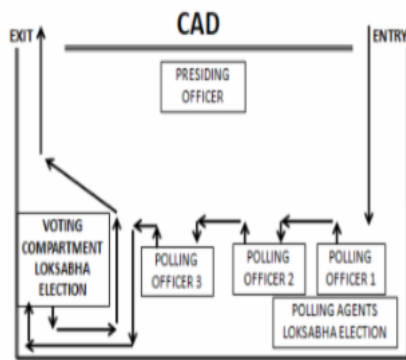 CAD
EXIT
ENTRY
PRESIDING
OFFICER
VOTING
COMPARTMENT
LOKSABHA
ELECTION
POLLING
OFFICER 3
POLLING
OFFICER 2
POLLING
OFFICER 1
POLLING AGENTS
LOKSABHA ELECTION